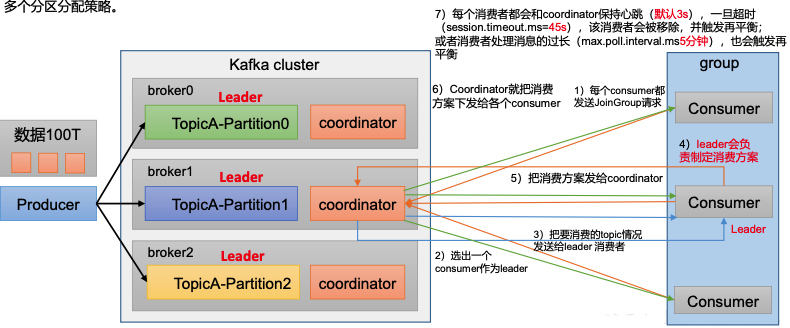 多个分区分配策略。
7）每个消费者都会和coordinator保持心跳（默认3s），一旦超时
（session.timeout.ms=45s），该消费者会被移除，并触发再平衡；
或者消费者处理消息的过长（max.poll.interval.ms5分钟），也会触发再
平衡
Kafka cluster
group
broker0
Leader
TopicA-Partition0
coordinator
6）Coordinator就把消费
方案下发给各个consumer
1）每个consumer都
发送JoinGroup请求
Consumer
数据100T
4）leader会负
责制定消费方案
broker1
Leader
5）把消费方案发给coordinator
Producer
TopicA-Partition1
coordinator
Consumer
3）把要消费的topic情况
发送给leader 消费者
Leader
broker2
Leader
2）选出一个
consumer作为leader
TopicA-Partition2
coordinator
Consumer